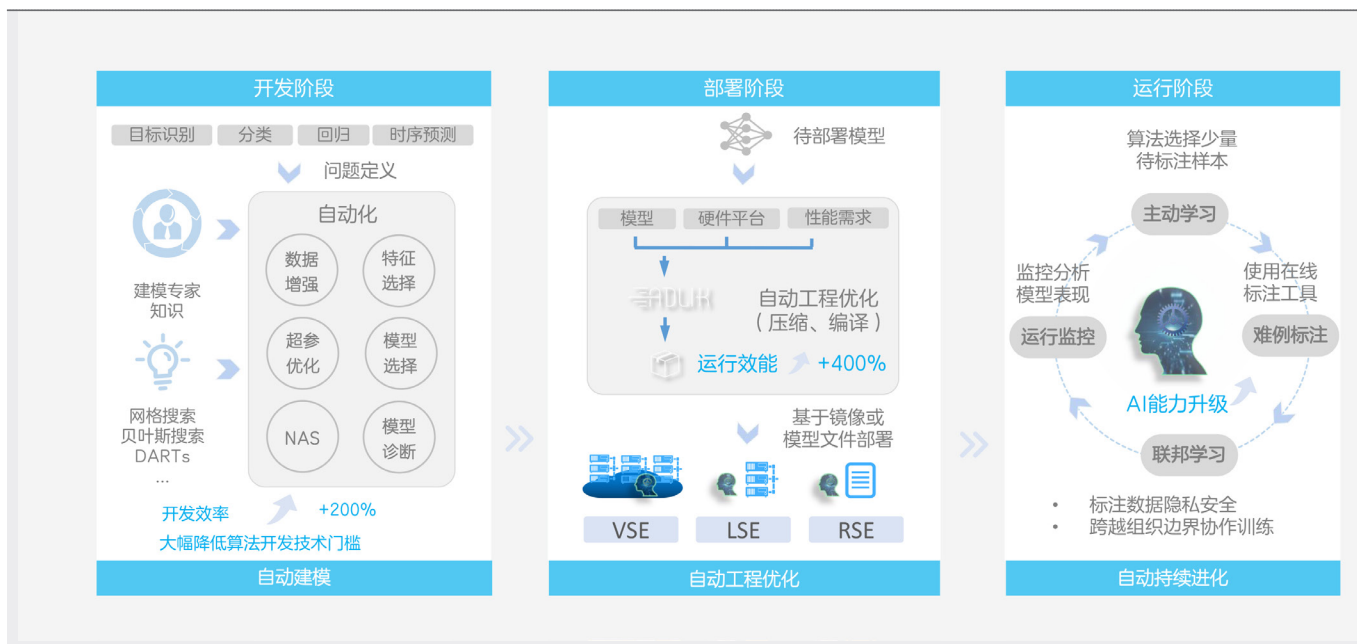 开发阶段
目标识别 分类 回归 时序预测
问题定义
自动化
数据
增强
特征
选择
建模专家
知识
超参
优化
模型
选择
网格搜索
贝叶斯搜索
DARTs
...
NAS
模型
诊断
开发效率 +200%
大幅降低算法开发技术门槛
自动建模
部署阶段
待部署模型
模型 硬件平台 性能需求
ADLIK
自动工程优化
(压缩、编译)
运行效能 +400%
基于镜像或
模型文件部署
VSE LSE RSE
自动工程优化
运行阶段
算法选择少量
待标注样本
主动学习
监控分析
模型表现
使用在线
标注工具
运行监控
难例标注
AI能力升级
联邦学习
• 标注数据隐私安全
• 跨越组织边界协作训练
自动持续进化